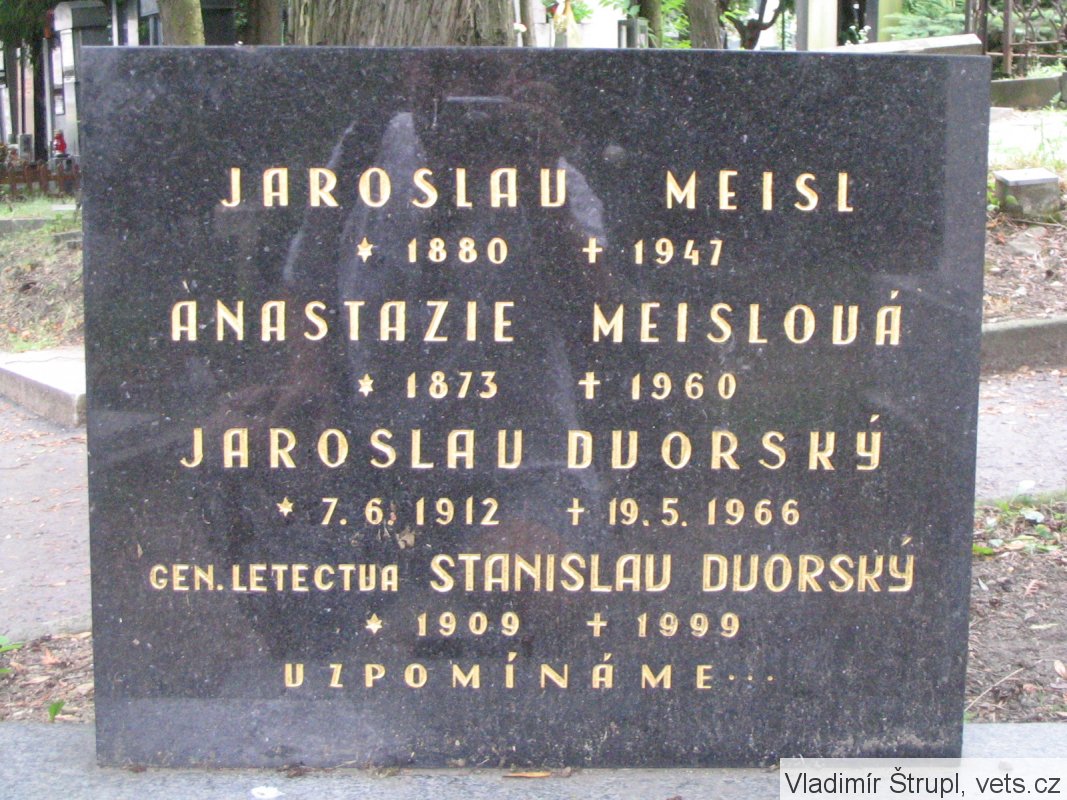 JAROSLAV MEISL
* 1880 ✝ 1947
ANASTAZIE MEISLOVÁ
* 1873 ✝ 1960
JAROSLAV DVORSKÝ
* 7. 6. 1912 ✝ 19. 5. 1966
GEN. LETECTVA STANISLAV DVORSKÝ
* 1909 ✝ 1999
VZPOMÍNÁME...
Vladimír Štrupl, vets.cz